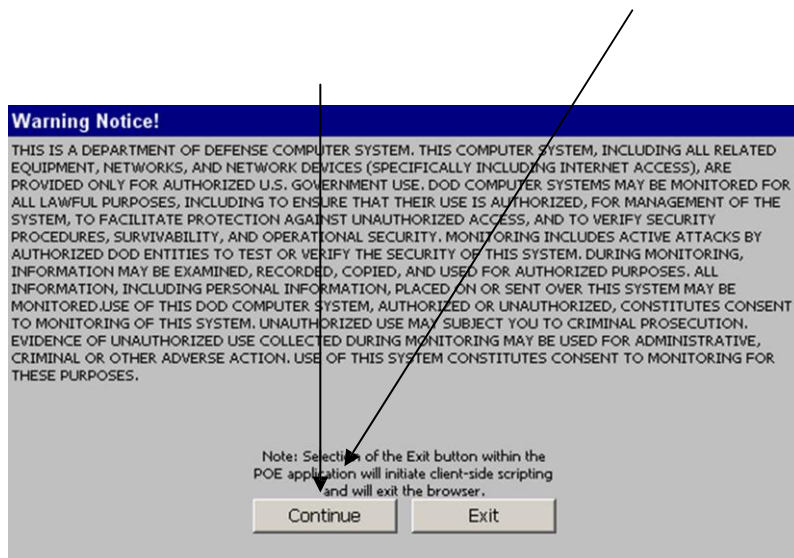 Warning Notice!
THIS IS A DEPARTMENT OF DEFENSE COMPUTER SYSTEM. THIS COMPUTER SYSTEM, INCLUDING ALL RELATED
EQUIPMENT, NETWORKS, AND NETWORK DEVICES (SPECIFICALLY INCLUDING INTERNET ACCESS), ARE
PROVIDED ONLY FOR AUTHORIZED U.S. GOVERNMENT USE. DOD COMPUTER SYSTEMS MAY BE MONITORED FOR
ALL LAWFUL PURPOSES, INCLUDING TO ENSURE THAT THEIR USE IS AUTHORIZED, FOR MANAGEMENT OF THE
SYSTEM, TO FACILITATE PROTECTION AGAINST UNAUTHORIZED ACCESS, AND TO VERIFY SECURITY
PROCEDURES, SURVIVABILITY, AND OPERATIONAL SECURITY. MONITORING INCLUDES ACTIVE ATTACKS BY
AUTHORIZED DOD ENTITIES TO TEST OR VERIFY THE SECURITY OF THIS SYSTEM. DURING MONITORING,
INFORMATION MAY BE EXAMINED, RECORDED, COPIED, AND USED FOR AUTHORIZED PURPOSES. ALL
INFORMATION, INCLUDING PERSONAL INFORMATION, PLACED ON OR SENT OVER THIS SYSTEM MAY BE
MONITORED.USE OF THIS DOD COMPUTER SYSTEM, AUTHORIZED OR UNAUTHORIZED, CONSTITUTES CONSENT
TO MONITORING OF THIS SYSTEM. UNAUTHORIZED USE MAY SUBJECT YOU TO CRIMINAL PROSECUTION.
EVIDENCE OF UNAUTHORIZED USE COLLECTED DURING MONITORING MAY BE USED FOR ADMINISTRATIVE,
CRIMINAL OR OTHER ADVERSE ACTION. USE OF THIS SYSTEM CONSTITUTES CONSENT TO MONITORING FOR
THESE PURPOSES.
Note: Selection of the Exit button within the
POE application will initiate client-side scripting
and will exit the browser.
Continue Exit